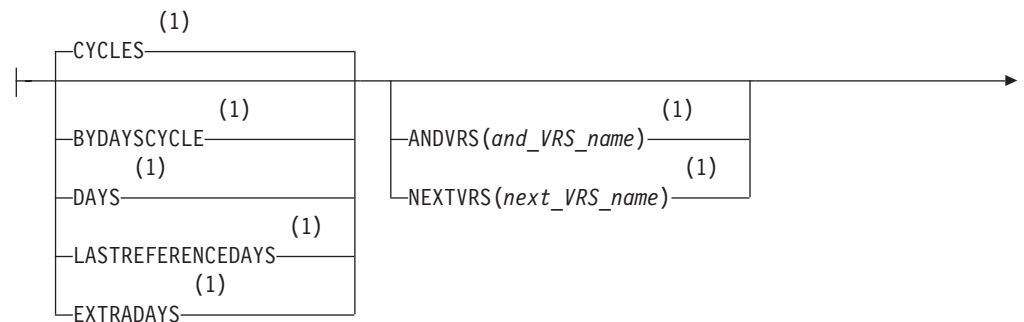 (1)
CYCLES
(1)
BYDAYSCYCLE
(1)
DAYS
(1)
LASTREFERENCEDAYS
(1)
EXTRADAYS
(1)
ANDVRS(and_VRS_name)
(1)
NEXTVRS(next_VRS_name)